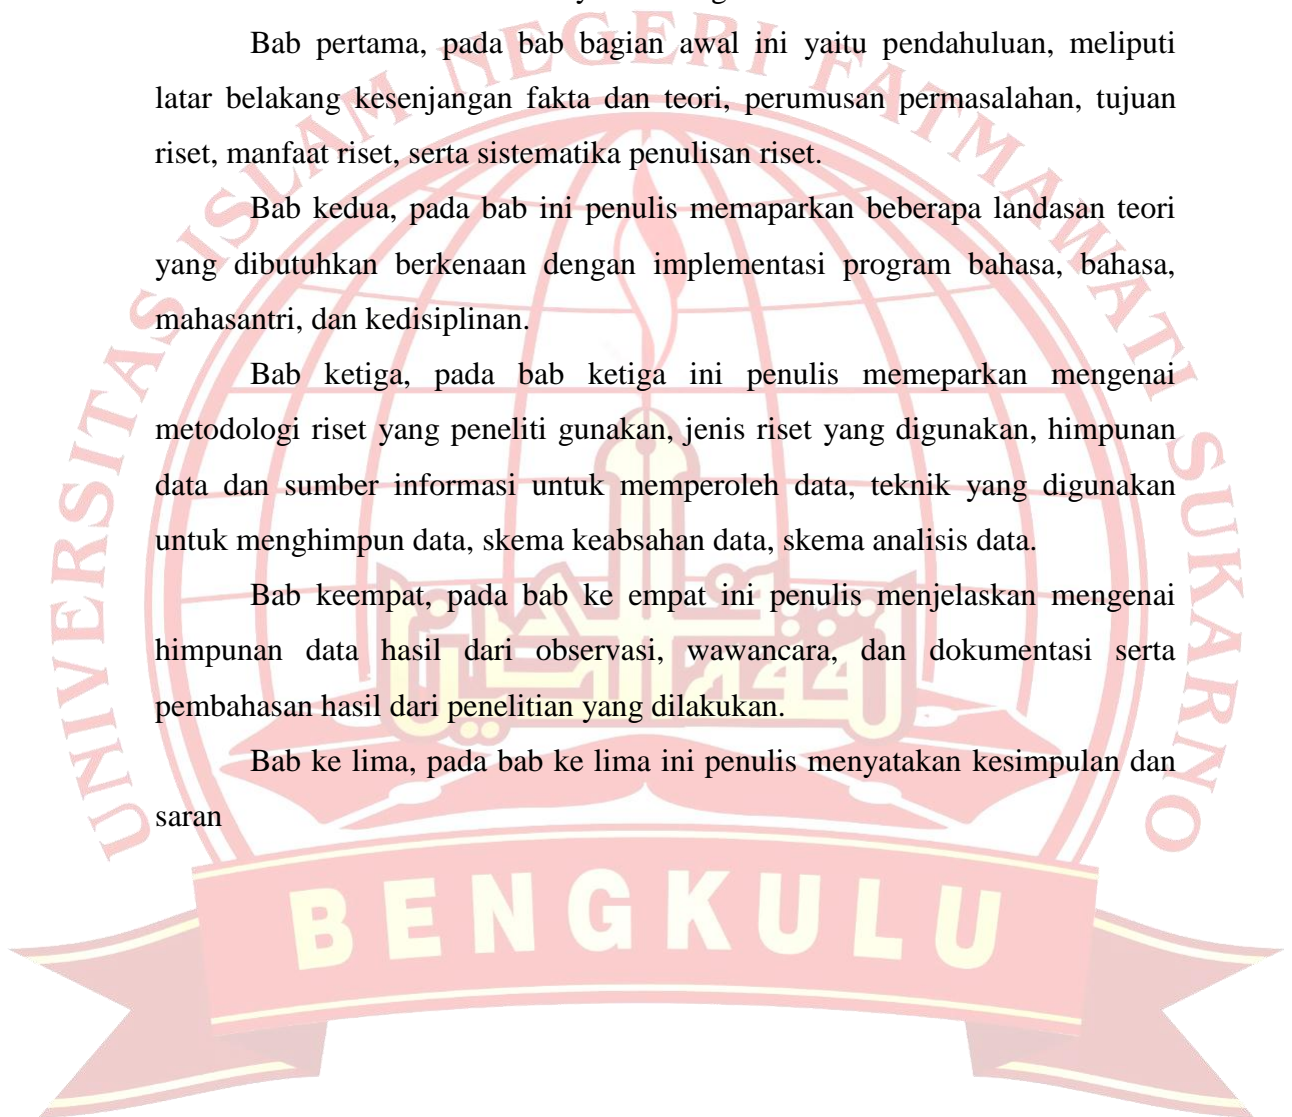 Bab pertama, pada bab bagian awal ini yaitu pendahuluan, meliputi
latar belakang kesenjangan fakta dan teori, perumusan permasalahan, tujuan
riset, manfaat riset, serta sistematika penulisan riset.
Bab kedua, pada bab ini penulis memaparkan beberapa landasan teori
yang dibutuhkan berkenaan dengan implementasi program bahasa, bahasa,
mahasantri, dan kedisiplinan.
Bab ketiga, pada bab ketiga ini penulis memeparkan mengenai
metodologi riset yang peneliti gunakan, jenis riset yang digunakan, himpunan
data dan sumber informasi untuk memperoleh data, teknik yang digunakan
untuk menghimpun data, skema keabsahan data, skema analisis data.
Bab keempat, pada bab ke empat ini penulis menjelaskan mengenai
himpunan data hasil dari observasi, wawancara, dan dokumentasi serta
pembahasan hasil dari penelitian yang dilakukan.
Bab ke lima, pada bab ke lima ini penulis menyatakan kesimpulan dan
saran
UNIVERSITAS ISLAM NEGERI FATMAWATI SUKARNO
BENGKULU